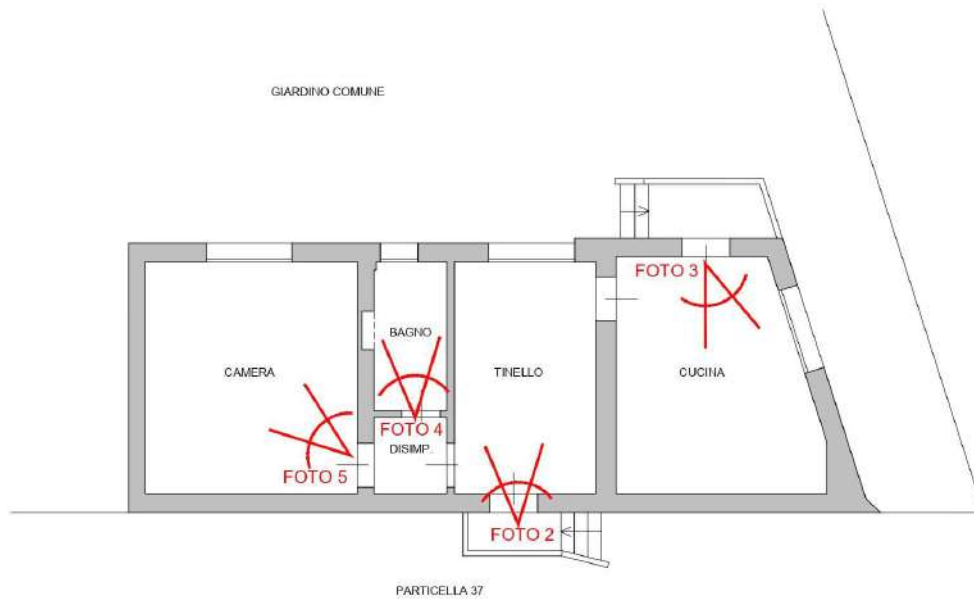 GIARDINO COMUNE
FOTO 3
BAGNO
CAMERA
TINELLO
CUCINA
FOTO 4
DISIMP.
FOTO 5
FOTO 2
PARTICELLA 37